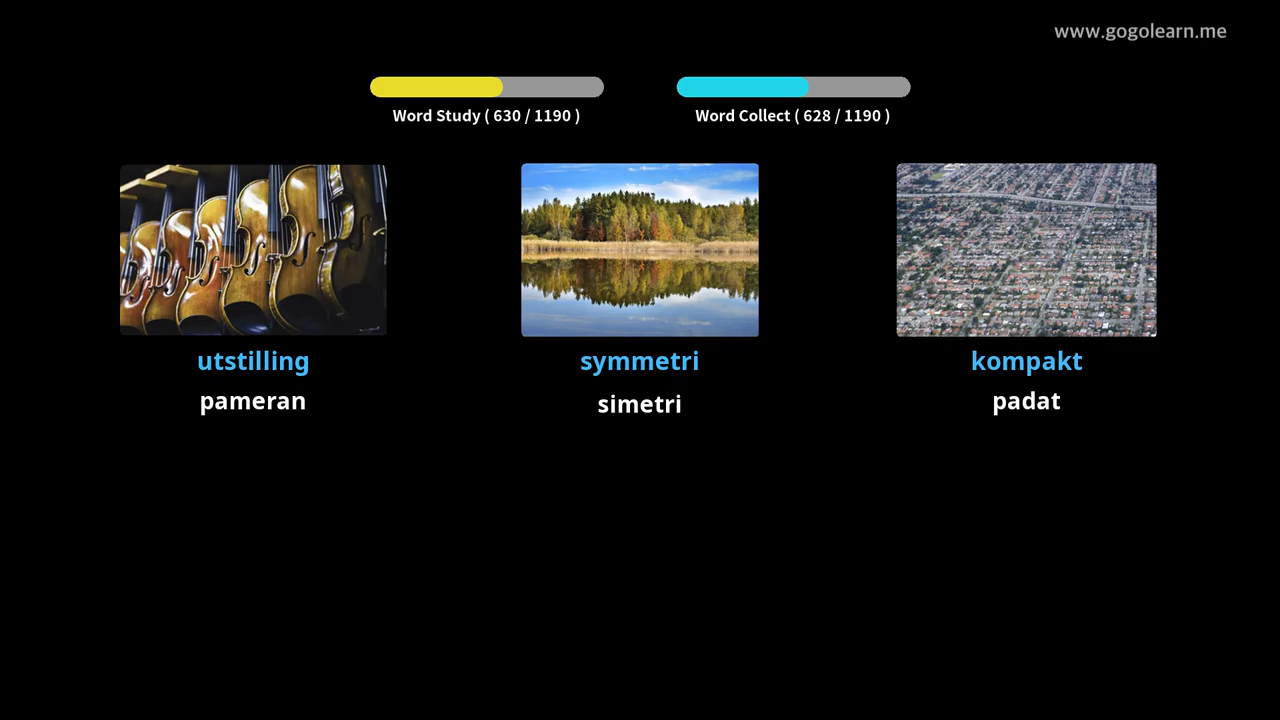 www.gogolearn.me
Word Study ( 630 / 1190 )
Word Collect ( 628 / 1190 )
utstilling
symmetri
kompakt
pameran
simetri
padat